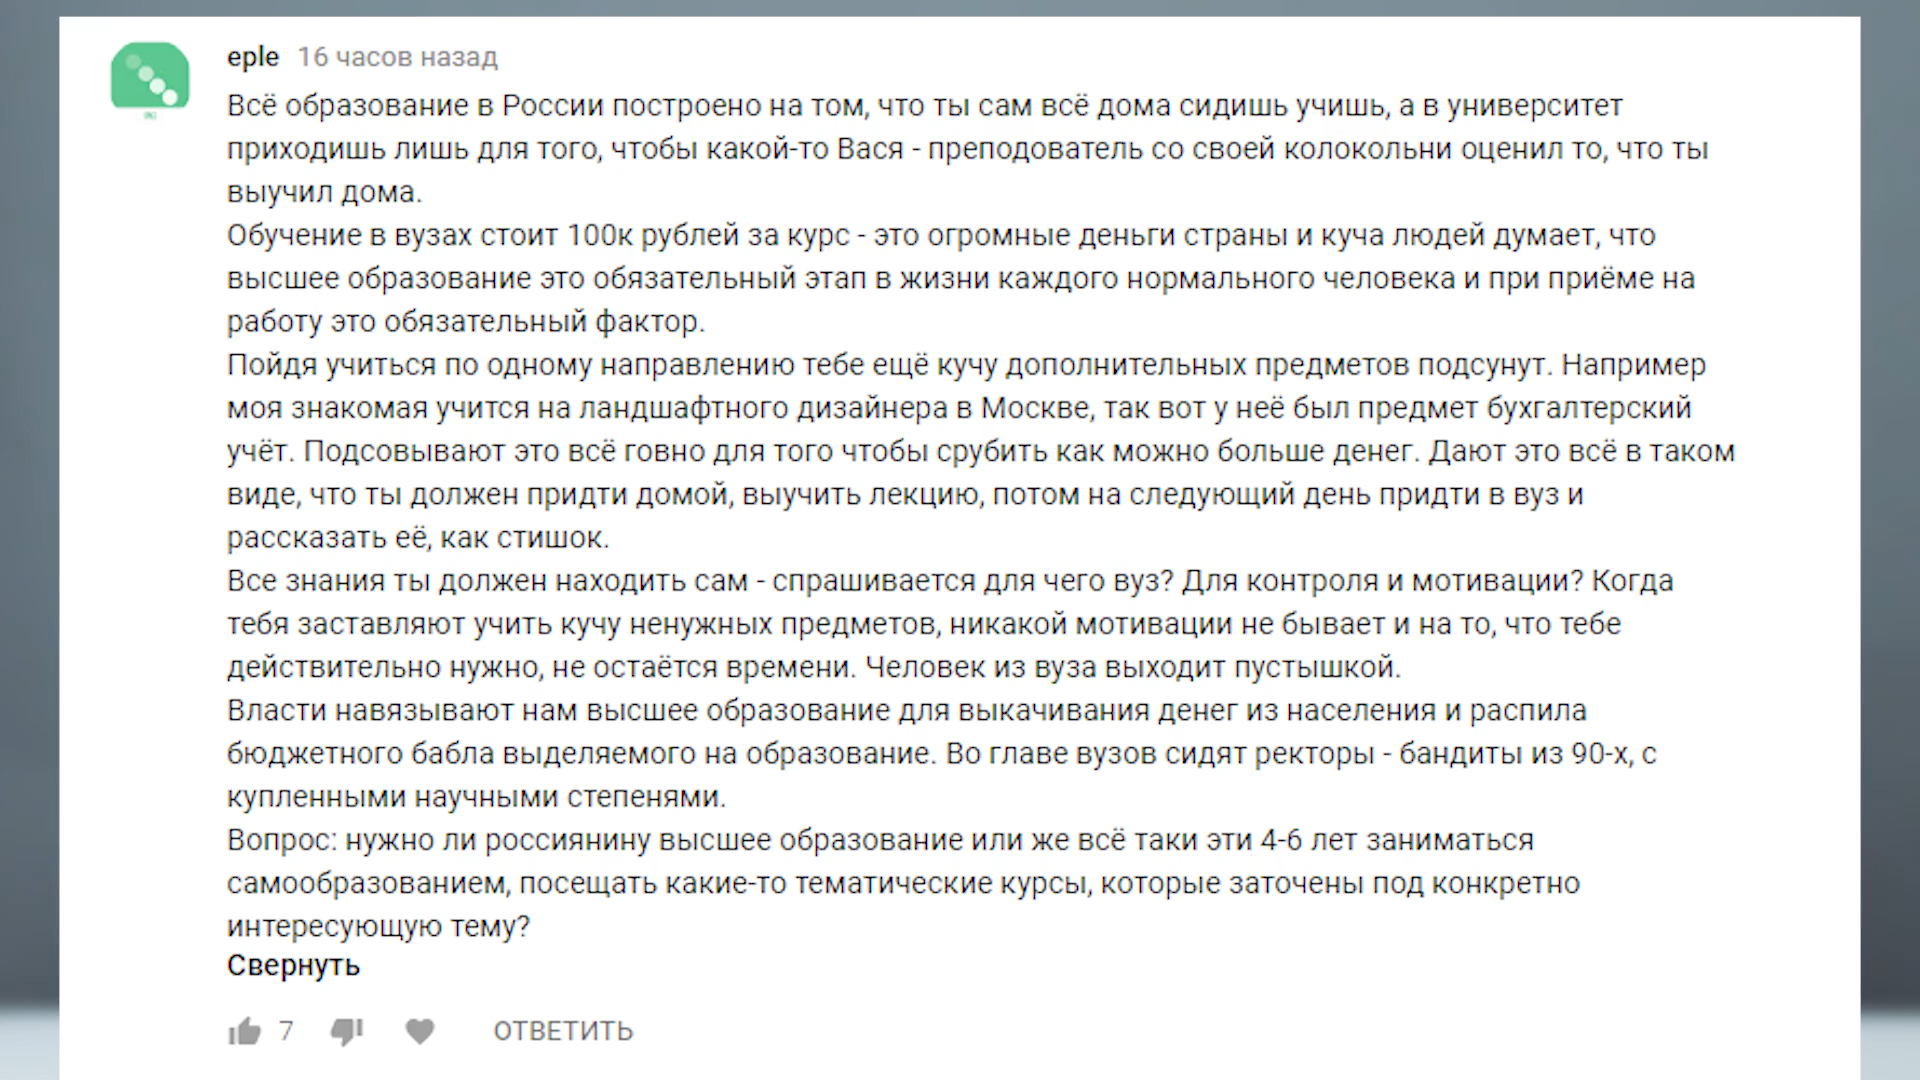 eple 16 часов назад
Всё образование в России построено на том, что ты сам всё дома сидишь учишь, а в университет
приходишь лишь для того, чтобы какой-то Вася - преподователь со своей колокольни оценил то, что ты
выучил дома.
Обучение в вузах стоит 100к рублей за курс - это огромные деньги страны и куча людей думает, что
высшее образование это обязательный этап в жизни каждого нормального человека и при приёме на
работу это обязательный фактор.
Пойдя учиться по одному направлению тебе ещё кучу дополнительных предметов подсунут. Например
моя знакомая учится на ландшафтного дизайнера в Москве, так вот у неё был предмет бухгалтерский
учёт. Подсовывают это всё говно для того чтобы срубить как можно больше денег. Дают это всё в таком
виде, что ты должен придти домой, выучить лекцию, потом на следующий день придти в вуз и
рассказать её, как стишок.
Все знания ты должен находить сам - спрашивается для чего вуз? Для контроля и мотивации? Когда
тебя заставляют учить кучу ненужных предметов, никакой мотивации не бывает и на то, что тебе
действительно нужно, не остаётся времени. Человек из вуза выходит пустышкой.
Власти навязывают нам высшее образование для выкачивания денег из населения и распила
бюджетного бабла выделяемого на образование. Во главе вузов сидят ректоры - бандиты из 90-х, с
купленными научными степенями.
Вопрос: нужно ли россиянину высшее образование или же всё таки эти 4-6 лет заниматься
самообразованием, посещать какие-то тематические курсы, которые заточены под конкретно
интересующую тему?
Свернуть
7 ОТВЕТИТЬ